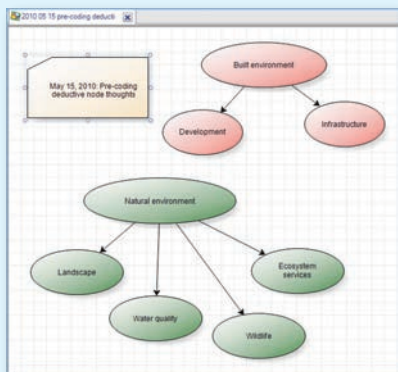 2010 05 15 pre-coding deducti
May 15, 2010: Pre-coding
deductive node thoughts
Built environment
Development
Infrastructure
Natural environment
Landscape
Ecosystem
services
Water quality
Wildlife